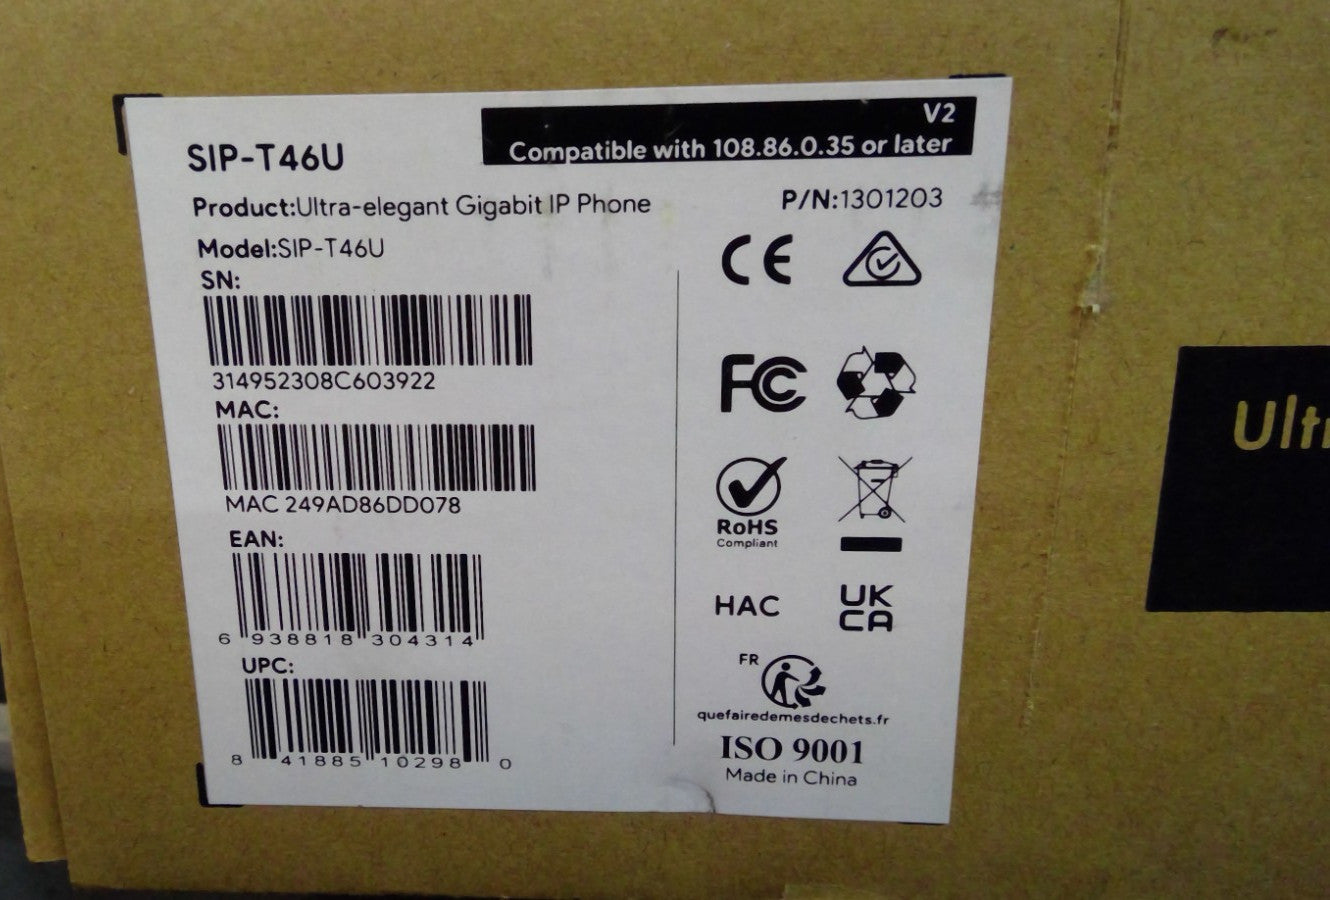 SIP-T46U
V2
Compatible with 108.86.0.35 or later
Product:Ultra-elegant Gigabit IP Phone
P/N:1301203
Model:SIP-T46U
SN:
314952308C603922
MAC:
MAC 249AD86DD078
EAN:
6 938818 304314
UPC:
8 41885 10298 0
CE
FC
RoHS
Compliant
HAC
UK
CA
FR
quefairedemesdechets.fr
ISO 9001
Made in China